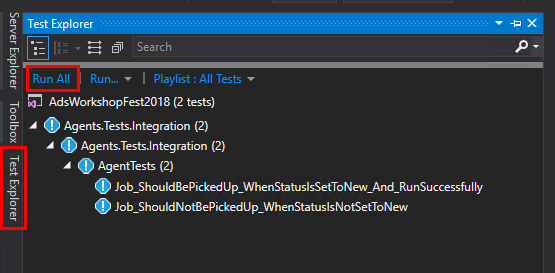 Server Explorer
Toolbox
Test Explorer
Test Explorer
Search
Run All | Run... | Playlist : All Tests
AdsWorkshopFest2018 (2 tests)
Agents.Tests.Integration (2)
Agents.Tests.Integration (2)
AgentTests (2)
Job_ShouldBePickedUp_WhenStatusIsSetToNew_And_RunSuccessfully
Job_ShouldNotBePickedUp_WhenStatusIsNotSetToNew